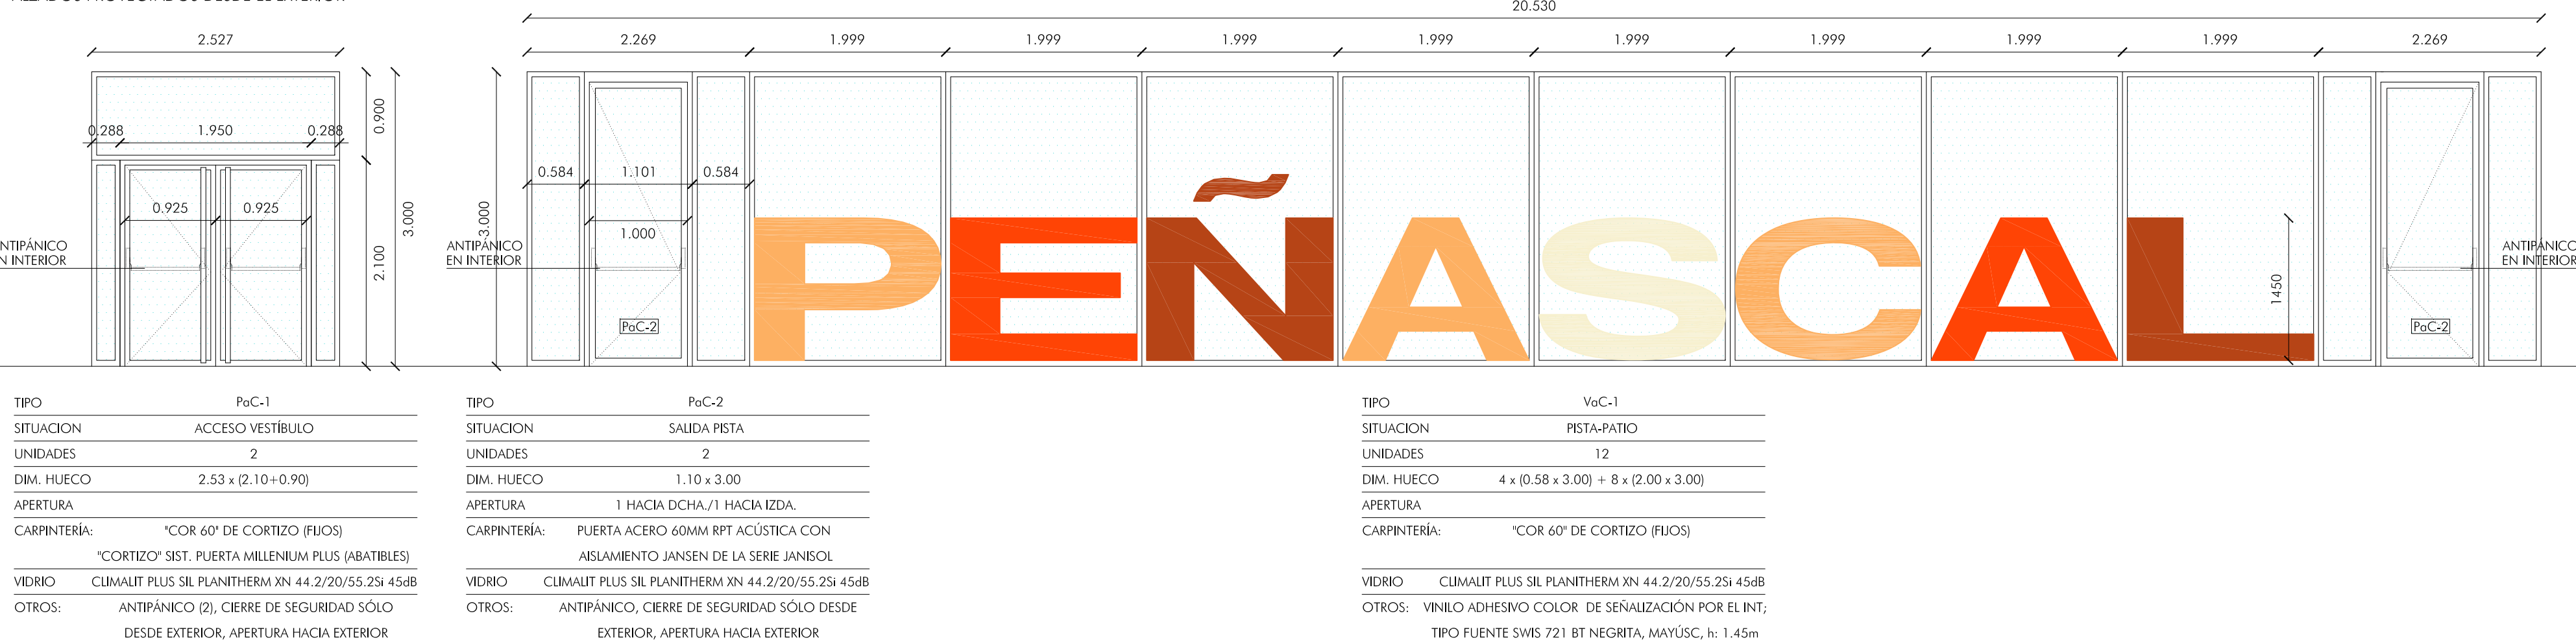 20.530
2.527
2.269 1.999 1.999 1.999 1.999 1.999 1.999 1.999 1.999 2.269
0.288 1.950 0.288
0.900
3.000
2.100
0.925 0.925
NTIPÁNICO
N INTERIOR
3.000
0.584 1.101 0.584
1.000
ANTIPÁNICO
EN INTERIOR
PaC-2
PEÑASCAL
1450
ANTIPÁNICO
EN INTERIOR
PaC-2
TIPO PaC-1
SITUACION ACCESO VESTÍBULO
UNIDADES 2
DIM. HUECO 2.53 x (2.10+0.90)
APERTURA
CARPINTERÍA: "COR 60" DE CORTIZO (FIJOS)
"CORTIZO" SIST. PUERTA MILLENIUM PLUS (ABATIBLES)
VIDRIO CLIMALIT PLUS SIL PLANITHERM XN 44.2/20/55.2Si 45dB
OTROS: ANTIPÁNICO (2), CIERRE DE SEGURIDAD SÓLO
DESDE EXTERIOR, APERTURA HACIA EXTERIOR
TIPO PaC-2
SITUACION SALIDA PISTA
UNIDADES 2
DIM. HUECO 1.10 x 3.00
APERTURA 1 HACIA DCHA./1 HACIA IZDA.
CARPINTERÍA: PUERTA ACERO 60MM RPT ACÚSTICA CON
AISLAMIENTO JANSEN DE LA SERIE JANISOL
VIDRIO CLIMALIT PLUS SIL PLANITHERM XN 44.2/20/55.2Si 45dB
OTROS: ANTIPÁNICO, CIERRE DE SEGURIDAD SÓLO DESDE
EXTERIOR, APERTURA HACIA EXTERIOR
TIPO VaC-1
SITUACION PISTA-PATIO
UNIDADES 12
DIM. HUECO 4 x (0.58 x 3.00) + 8 x (2.00 x 3.00)
APERTURA
CARPINTERÍA: "COR 60" DE CORTIZO (FIJOS)
VIDRIO CLIMALIT PLUS SIL PLANITHERM XN 44.2/20/55.2Si 45dB
OTROS: VINILO ADHESIVO COLOR DE SEÑALIZACIÓN POR EL INT;
TIPO FUENTE SWIS 721 BT NEGRITA, MAYÚSC, h: 1.45m